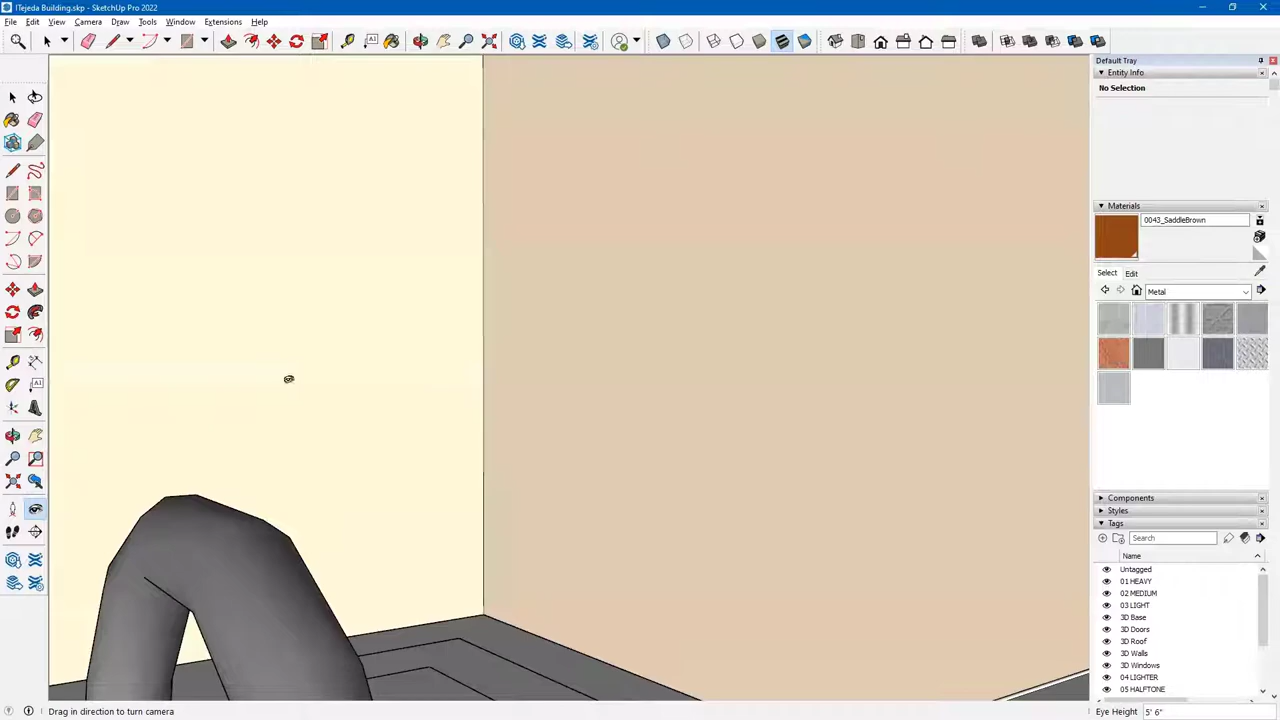 ITejeda Building.skp - SketchUp Pro 2022
File Edit View Camera Draw Tools Window Extensions Help
Default Tray
Entity Info
No Selection
Materials
0043_SaddleBrown
Select Edit
Metal
Components
Styles
Tags
Search
Name
Untagged
01 HEAVY
02 MEDIUM
03 LIGHT
3D Base
3D Doors
3D Roof
3D Walls
3D Windows
04 LIGHTER
05 HALFTONE
Drag in direction to turn camera
Eye Height 5' 6"